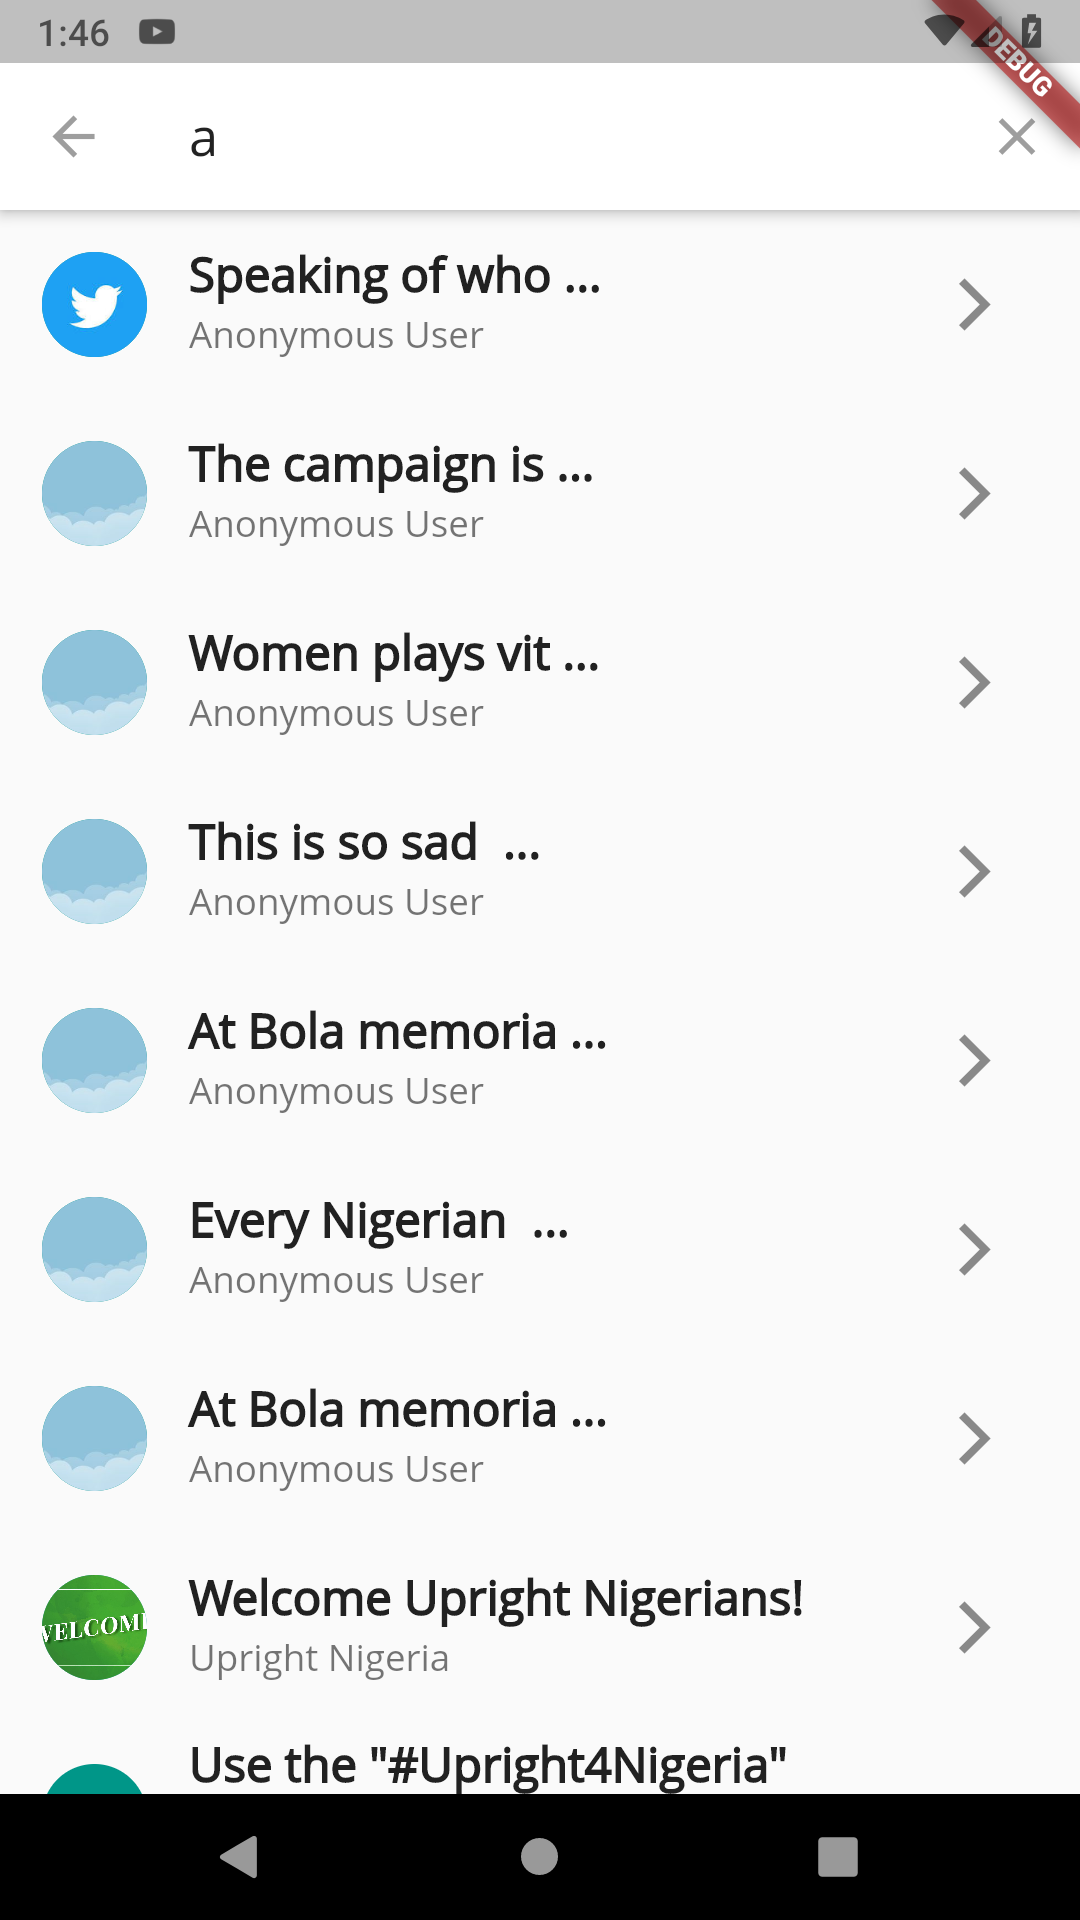 1:46
DEBUG
a
Speaking of who ...
Anonymous User
The campaign is ...
Anonymous User
Women plays vit ...
Anonymous User
This is so sad  ...
Anonymous User
At Bola memoria ...
Anonymous User
Every Nigerian  ...
Anonymous User
At Bola memoria ...
Anonymous User
WELCOME
Welcome Upright Nigerians!
Upright Nigeria
Use the "#Upright4Nigeria"